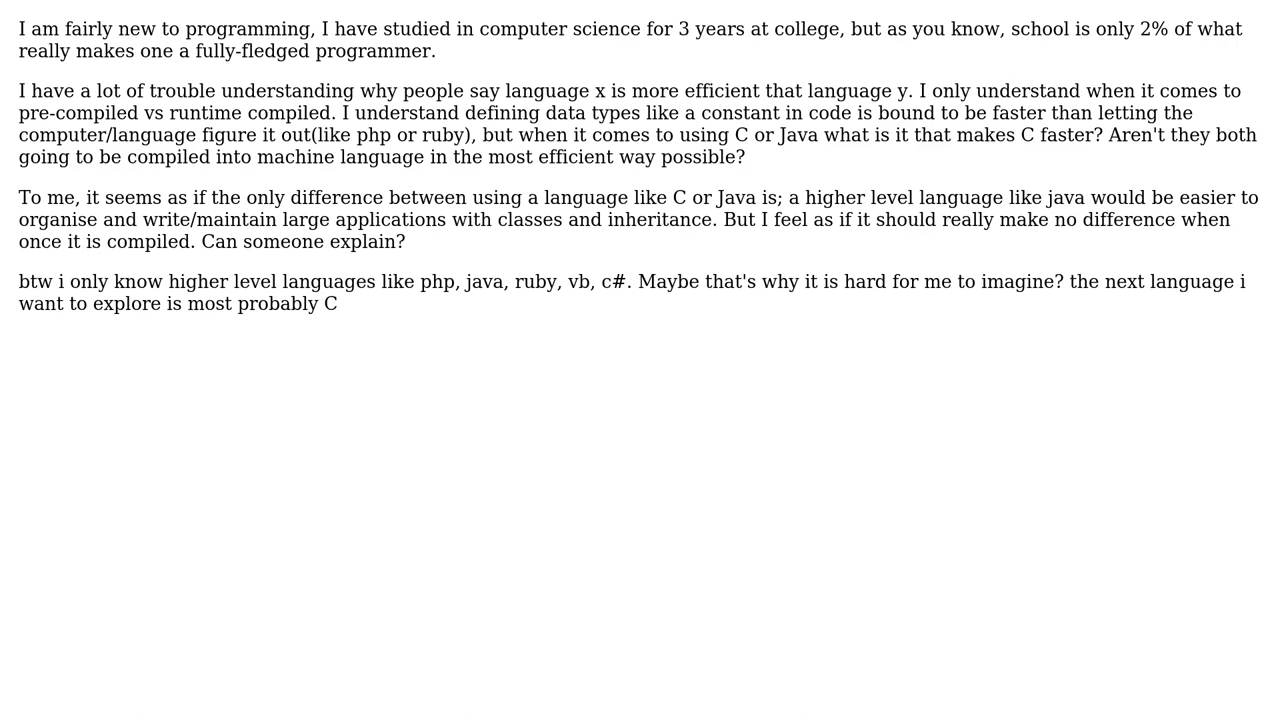 I am fairly new to programming, I have studied in computer science for 3 years at college, but as you know, school is only 2% of what
really makes one a fully-fledged programmer.
I have a lot of trouble understanding why people say language x is more efficient that language y. I only understand when it comes to
pre-compiled vs runtime compiled. I understand defining data types like a constant in code is bound to be faster than letting the
computer/language figure it out(like php or ruby), but when it comes to using C or Java what is it that makes C faster? Aren't they both
going to be compiled into machine language in the most efficient way possible?
To me, it seems as if the only difference between using a language like C or Java is; a higher level language like java would be easier to
organise and write/maintain large applications with classes and inheritance. But I feel as if it should really make no difference when
once it is compiled. Can someone explain?
btw i only know higher level languages like php, java, ruby, vb, c#. Maybe that's why it is hard for me to imagine? the next language i
want to explore is most probably C